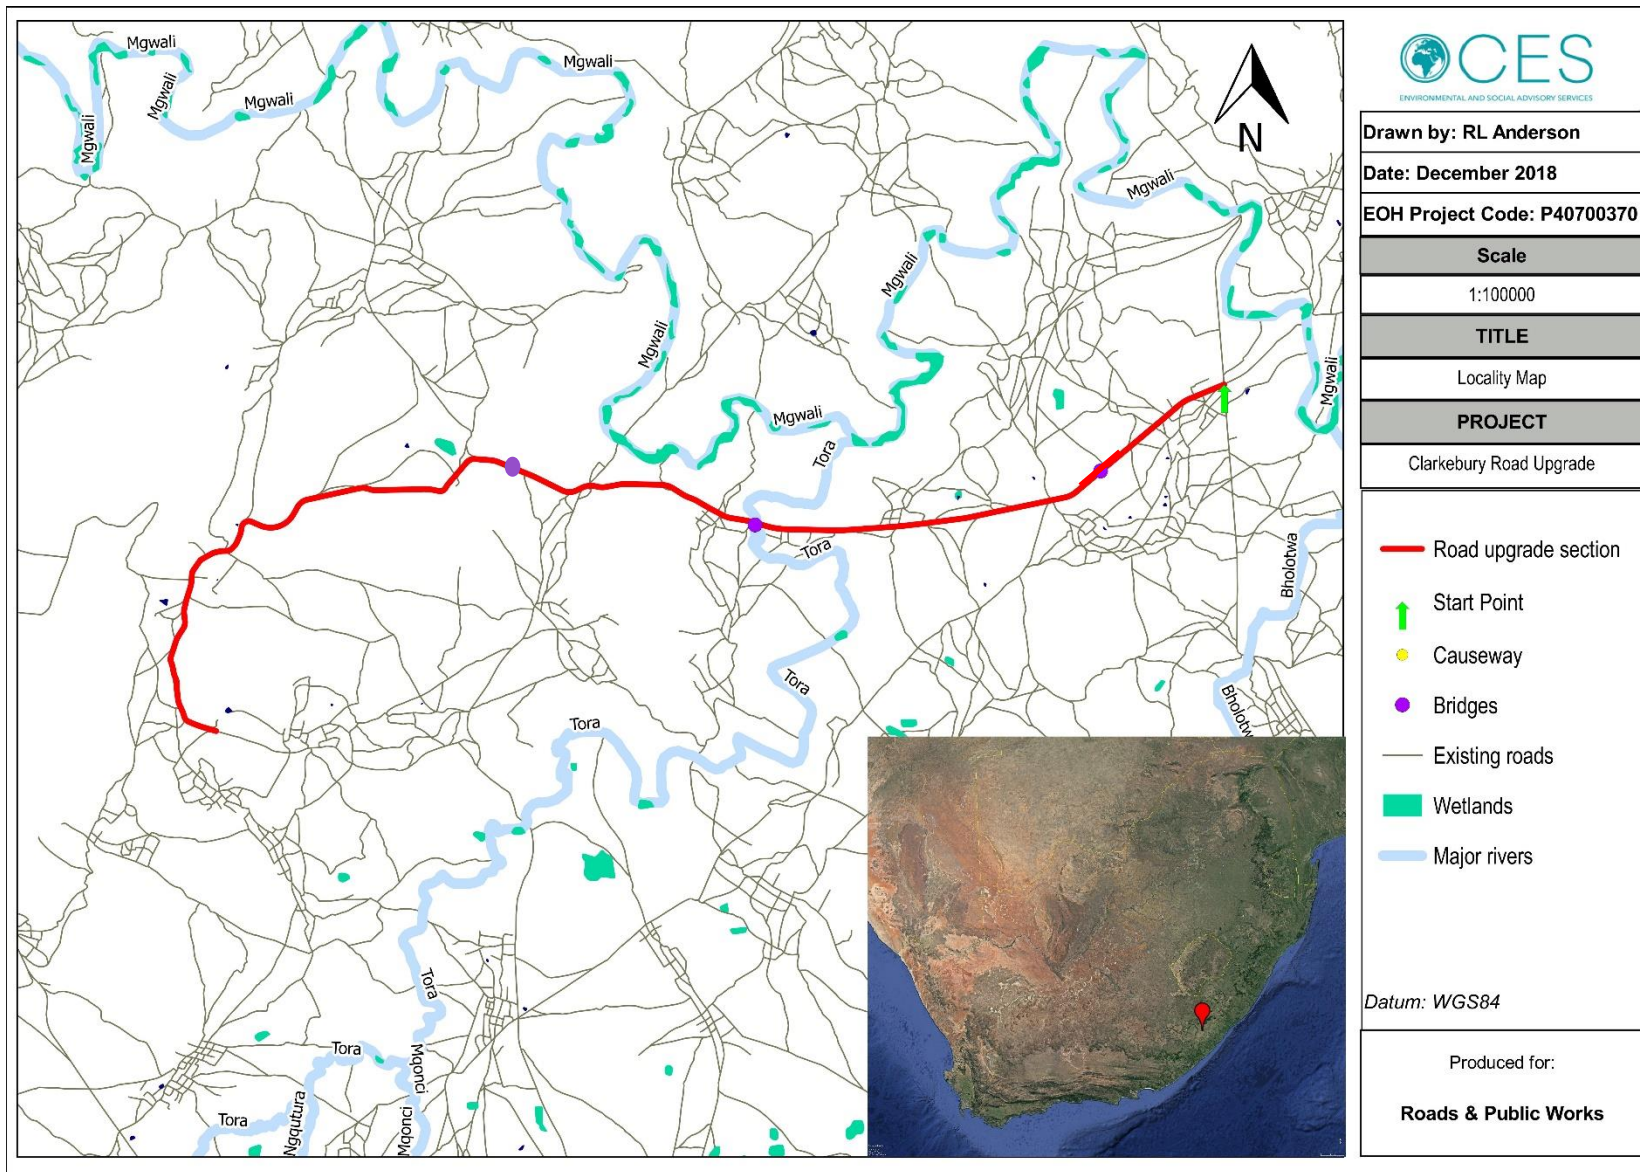 Mgwali
Mgwali
Mgwali
Mgwali
Mgwali
Mgwali
Mgwali
Mgwali
Mgwali
Mgwali
Tora
Tora
Tora
Tora
Tora
Tora
Tora
Mqonci
Mqonci
Ngqutura
Bholotwa
Bholotw
N
CES
ENVIRONMENTAL AND SOCIAL ADVISORY SERVICES
Drawn by: RL Anderson
Date: December 2018
EOH Project Code: P40700370
Scale
1:100000
TITLE
Locality Map
PROJECT
Clarkebury Road Upgrade
Road upgrade section
Start Point
Causeway
Bridges
Existing roads
Wetlands
Major rivers
Datum: WGS84
Produced for:
Roads & Public Works